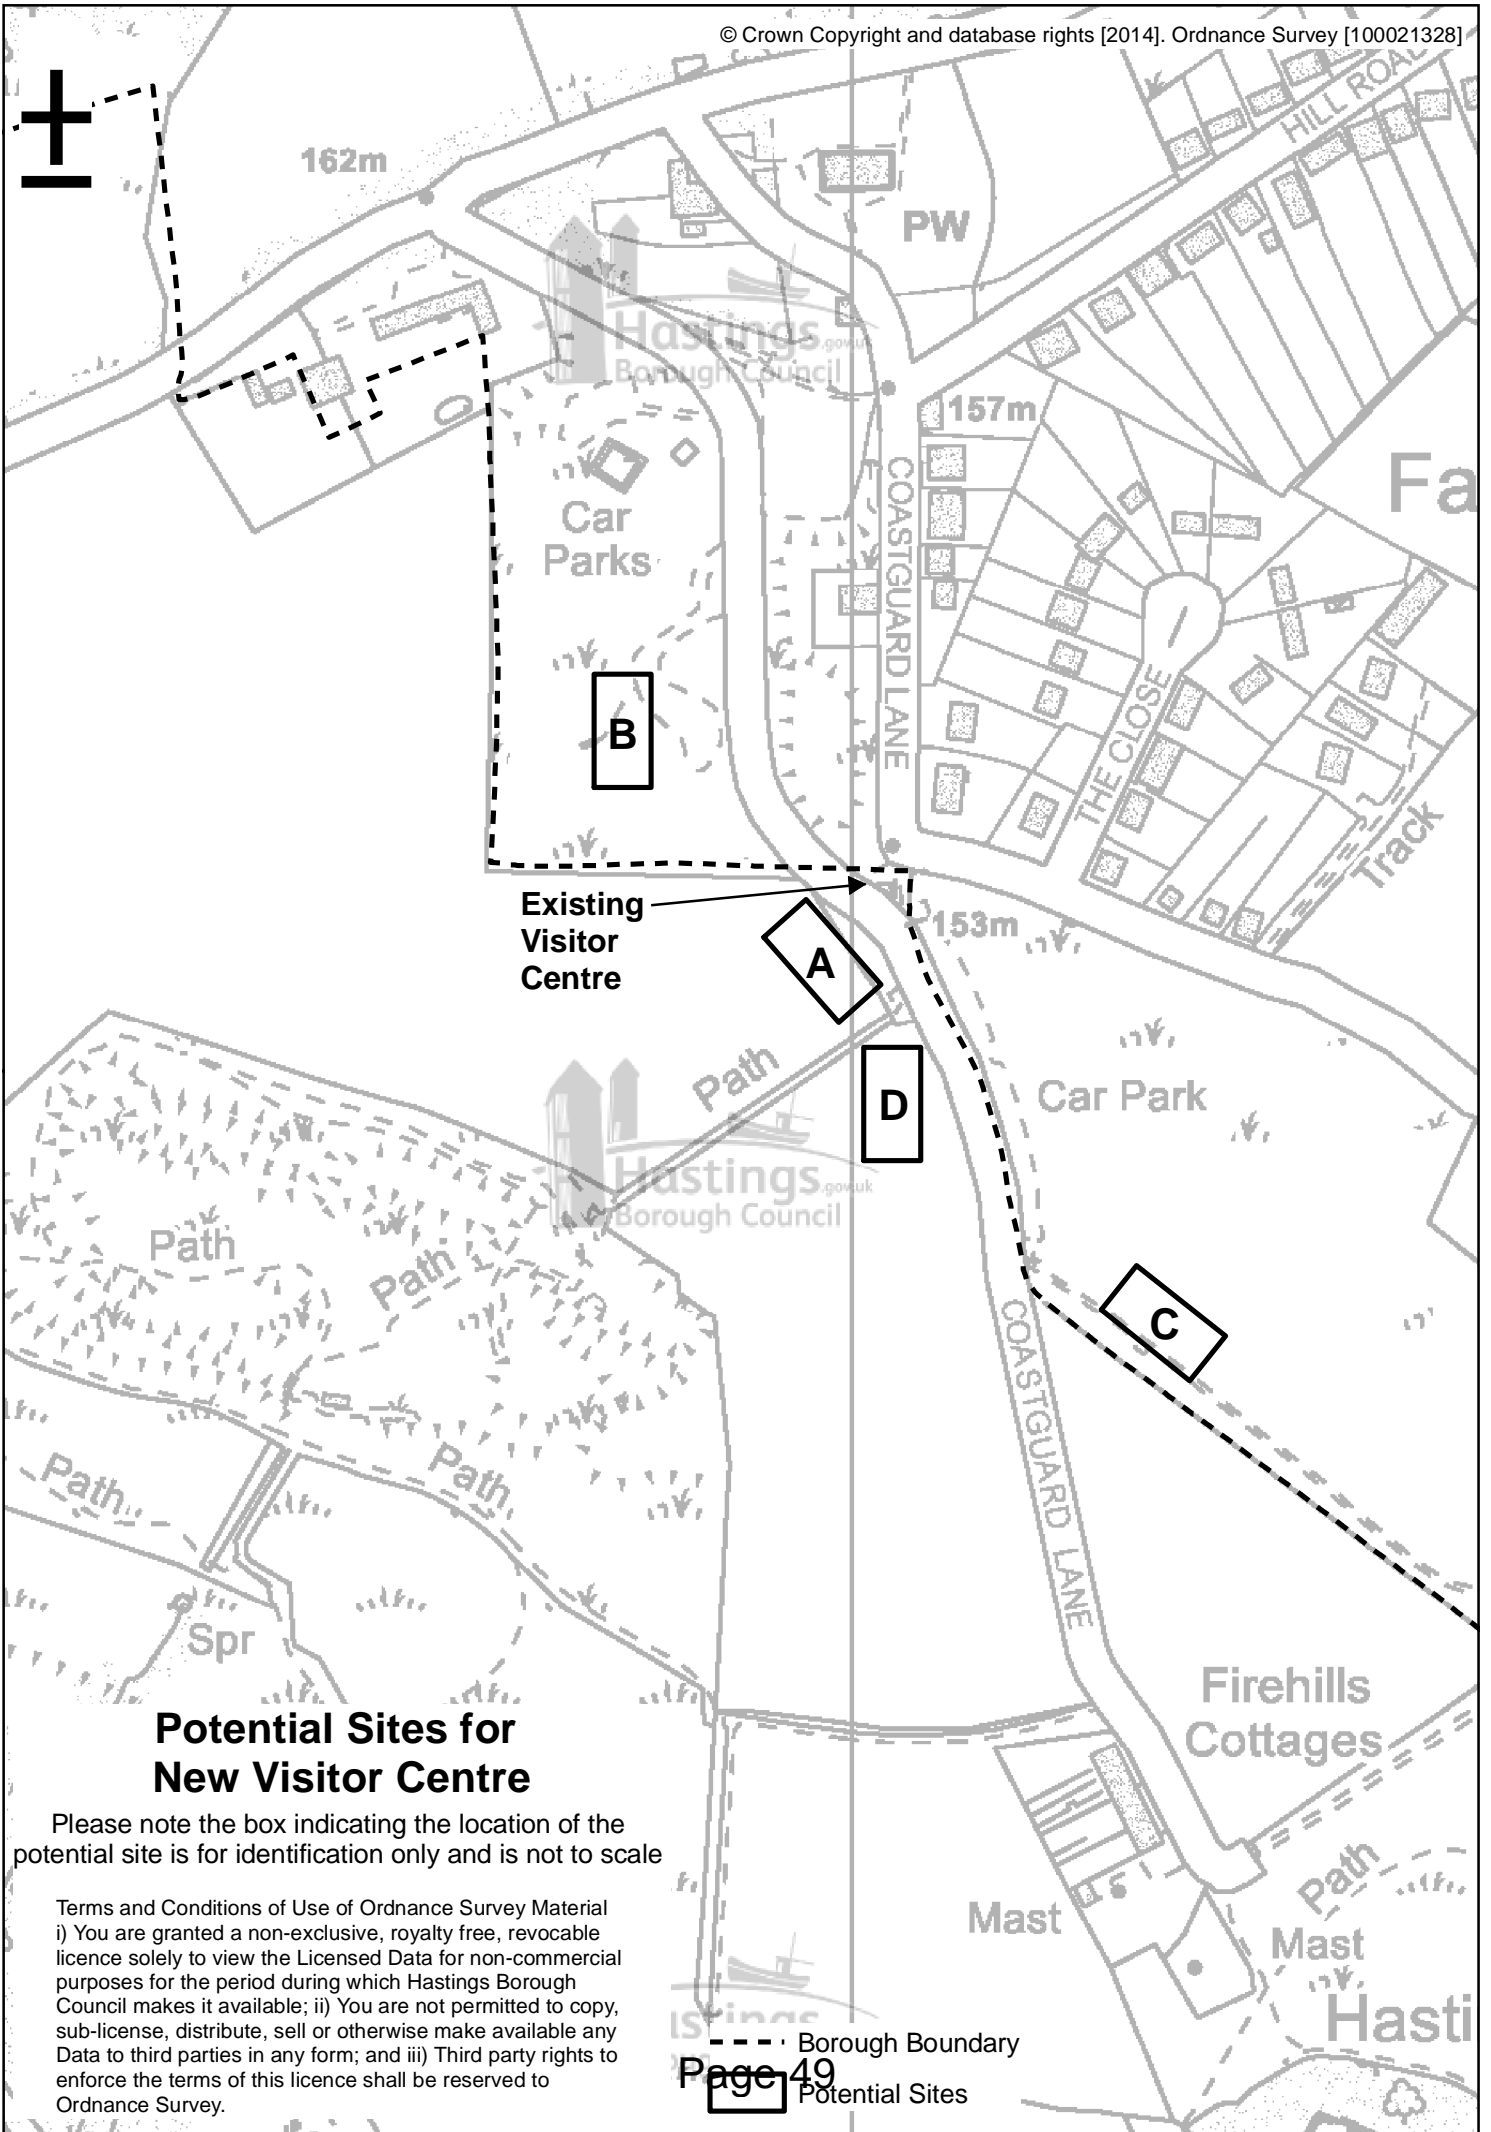 © Crown Copyright and database rights [2014]. Ordnance Survey [100021328]
162m
HILL ROAD
PW
Hastings.gov.uk
Borough Council
157m
Fa
Car
Parks
COASTGUARD LANE
B
THE CLOSE
Track
Existing
Visitor
Centre
153m
A
Path
Car Park
D
Hastings.gov.uk
Borough Council
Path
Path
C
COASTGUARD LANE
Path
Path
Spr
Firehills
Cottages
Potential Sites for
New Visitor Centre
Please note the box indicating the location of the
potential site is for identification only and is not to scale
Path
Mast
Mast
Hasti
Terms and Conditions of Use of Ordnance Survey Material
i) You are granted a non-exclusive, royalty free, revocable
licence solely to view the Licensed Data for non-commercial
purposes for the period during which Hastings Borough
Council makes it available; ii) You are not permitted to copy,
sub-license, distribute, sell or otherwise make available any
Data to third parties in any form; and iii) Third party rights to
enforce the terms of this licence shall be reserved to
Ordnance Survey.
Borough Boundary
Page 49
Potential Sites